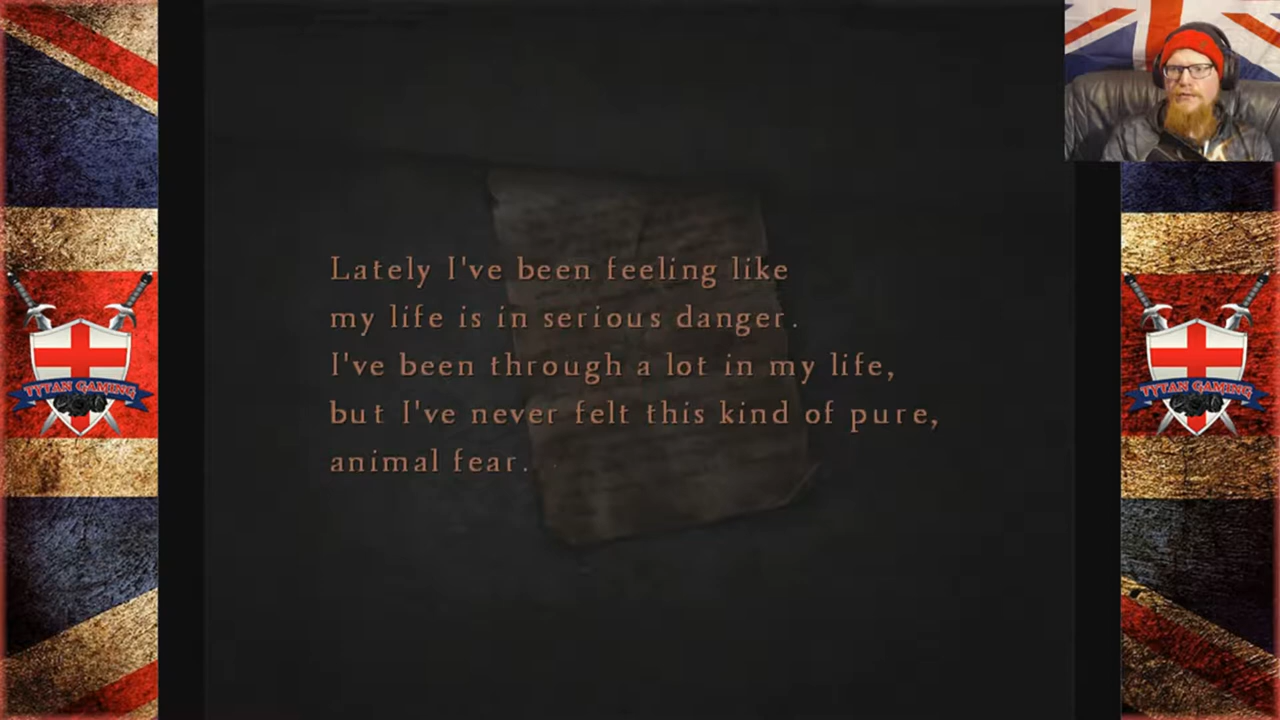 Lately I've been feeling like
my life is in serious danger.
I've been through a lot in my life,
but I've never felt this kind of pure,
animal fear.
TYTAN GAMING
TYTAN GAMING